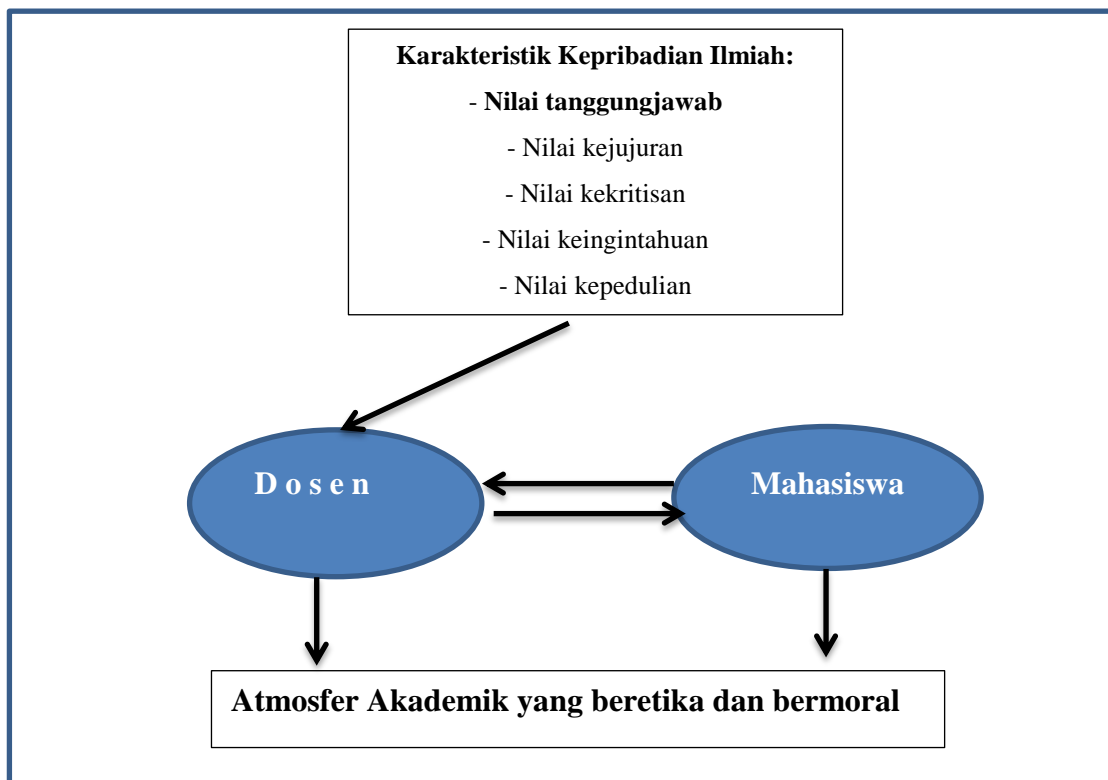 Karakteristik Kepribadian Ilmiah:
- Nilai tanggungjawab
- Nilai kejujuran
- Nilai kekritisan
- Nilai keingintahuan
- Nilai kepedulian
D o s e n
Mahasiswa
Atmosfer Akademik yang beretika dan bermoral